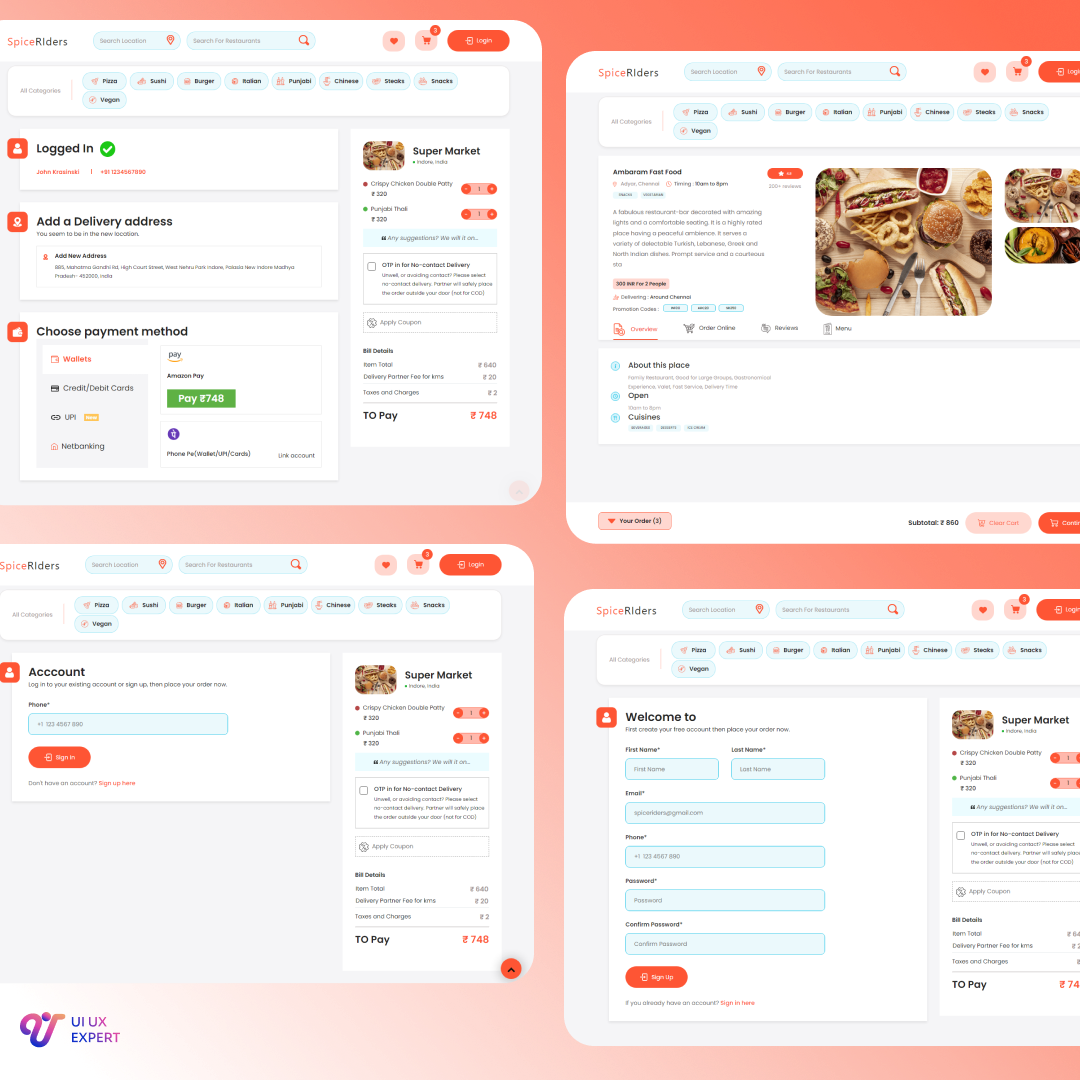 SpiceRIders
Search Location
Search For Restaurants
3
Login
All Categories
Pizza
Sushi
Burger
Italian
Punjabi
Chinese
Steaks
Snacks
Vegan
Logged In
John Krasinski | +91 1234567890
Add a Delivery address
You seem to be in the new location.
Add New Address
885, Mahatma Gandhi Rd, High Court Street, West Nehru Park Indore, Pakala New Indore Madhya
Pradesh- 452000, India
Choose payment method
Wallets
Credit/Debit Cards
UPI New
Netbanking
pay
Amazon Pay
Pay ₹748
Phone Pe(Wallet/UPI/Cards)
Link account
Super Market
Indore, India
Crispy Chicken Double Patty
₹ 320
- 1 +
Punjabi Thali
₹ 320
- 1 +
Any suggestions? We will it on...
OTP in for No-contact Delivery
Unwell, or avoiding contact? Please select
no-contact delivery. Partner will safely place
the order outside your door (not for COD)
Apply Coupon
Bill Details
Item Total ₹ 640
Delivery Partner Fee for kms ₹ 20
Taxes and Charges ₹ 2
TO Pay ₹ 748
SpiceRIders
Search Location
Search For Restaurants
3
Login
All Categories
Pizza
Sushi
Burger
Italian
Punjabi
Chinese
Steaks
Snacks
Vegan
Ambaram Fast Food
Adyar, Chennai
Timing : 10am to 8pm
200+ reviews
SNACKS
VEGETARIAN
A fabulous restaurant-bar decorated with amazing
lights and a comfortable seating. It is a highly rated
place having a peaceful ambience. It serves a
variety of delectable Turkish, Lebanese, Greek and
North Indian dishes. Prompt service and a courteous
sta
300 INR For 2 People
Delivering : Around Chennai
Promotion Codes :
Overview
Order Online
Reviews
Menu
About this place
Family Restaurant, Good for Large Groups, Gastronomical
Experience, Valet, Fast Service, Delivery Time
Open
10am to 8pm
Cuisines
BEVERAGES
DESSERTS
ICE CREAM
Your Order (3)
Subtotal: ₹ 860
Clear Cart
Contin
SpiceRIders
Search Location
Search For Restaurants
3
Login
All Categories
Pizza
Sushi
Burger
Italian
Punjabi
Chinese
Steaks
Snacks
Vegan
Acccount
Log in to your existing account or sign up, then place your order now.
Phone*
+1 123 4567 890
Sign In
Don't have an account? Sign up here
Super Market
Indore, India
Crispy Chicken Double Patty
₹ 320
- 1 +
Punjabi Thali
₹ 320
- 1 +
Any suggestions? We will it on...
OTP in for No-contact Delivery
Unwell, or avoiding contact? Please select
no-contact delivery. Partner will safely place
the order outside your door (not for COD)
Apply Coupon
Bill Details
Item Total ₹ 640
Delivery Partner Fee for kms ₹ 20
Taxes and Charges ₹ 2
TO Pay ₹ 748
SpiceRIders
Search Location
Search For Restaurants
3
Login
All Categories
Pizza
Sushi
Burger
Italian
Punjabi
Chinese
Steaks
Snacks
Vegan
Welcome to
First create your free account then place your order now.
First Name*
Last Name*
First Name
Last Name
Email*
spiceriders@gmail.com
Phone*
+1 123 4567 890
Password*
Password
Confirm Password*
Confirm Password
Sign Up
If you already have an account? Sign in here
Super Market
Indore, India
Crispy Chicken Double Patty
₹ 320
- 1
Punjabi Thali
₹ 320
- 1
Any suggestions? We will it on...
OTP in for No-contact Delivery
Unwell, or avoiding contact? Please select
no-contact delivery. Partner will safely place
the order outside your door (not for COD)
Apply Coupon
Bill Details
Item Total ₹ 64
Delivery Partner Fee for kms ₹ 2
Taxes and Charges ₹
TO Pay ₹ 74
UI UX
EXPERT